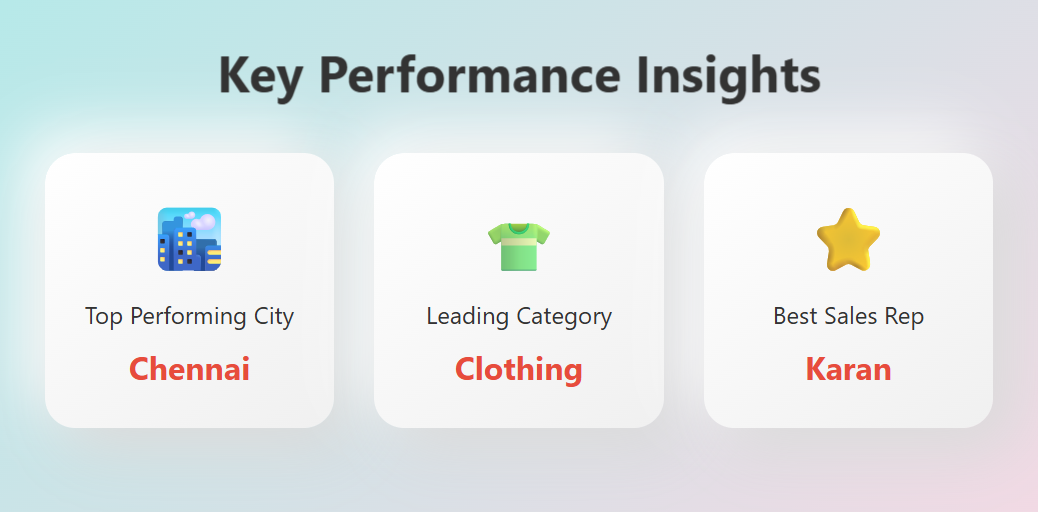 Key Performance Insights
Top Performing City
Chennai
Leading Category
Clothing
Best Sales Rep
Karan